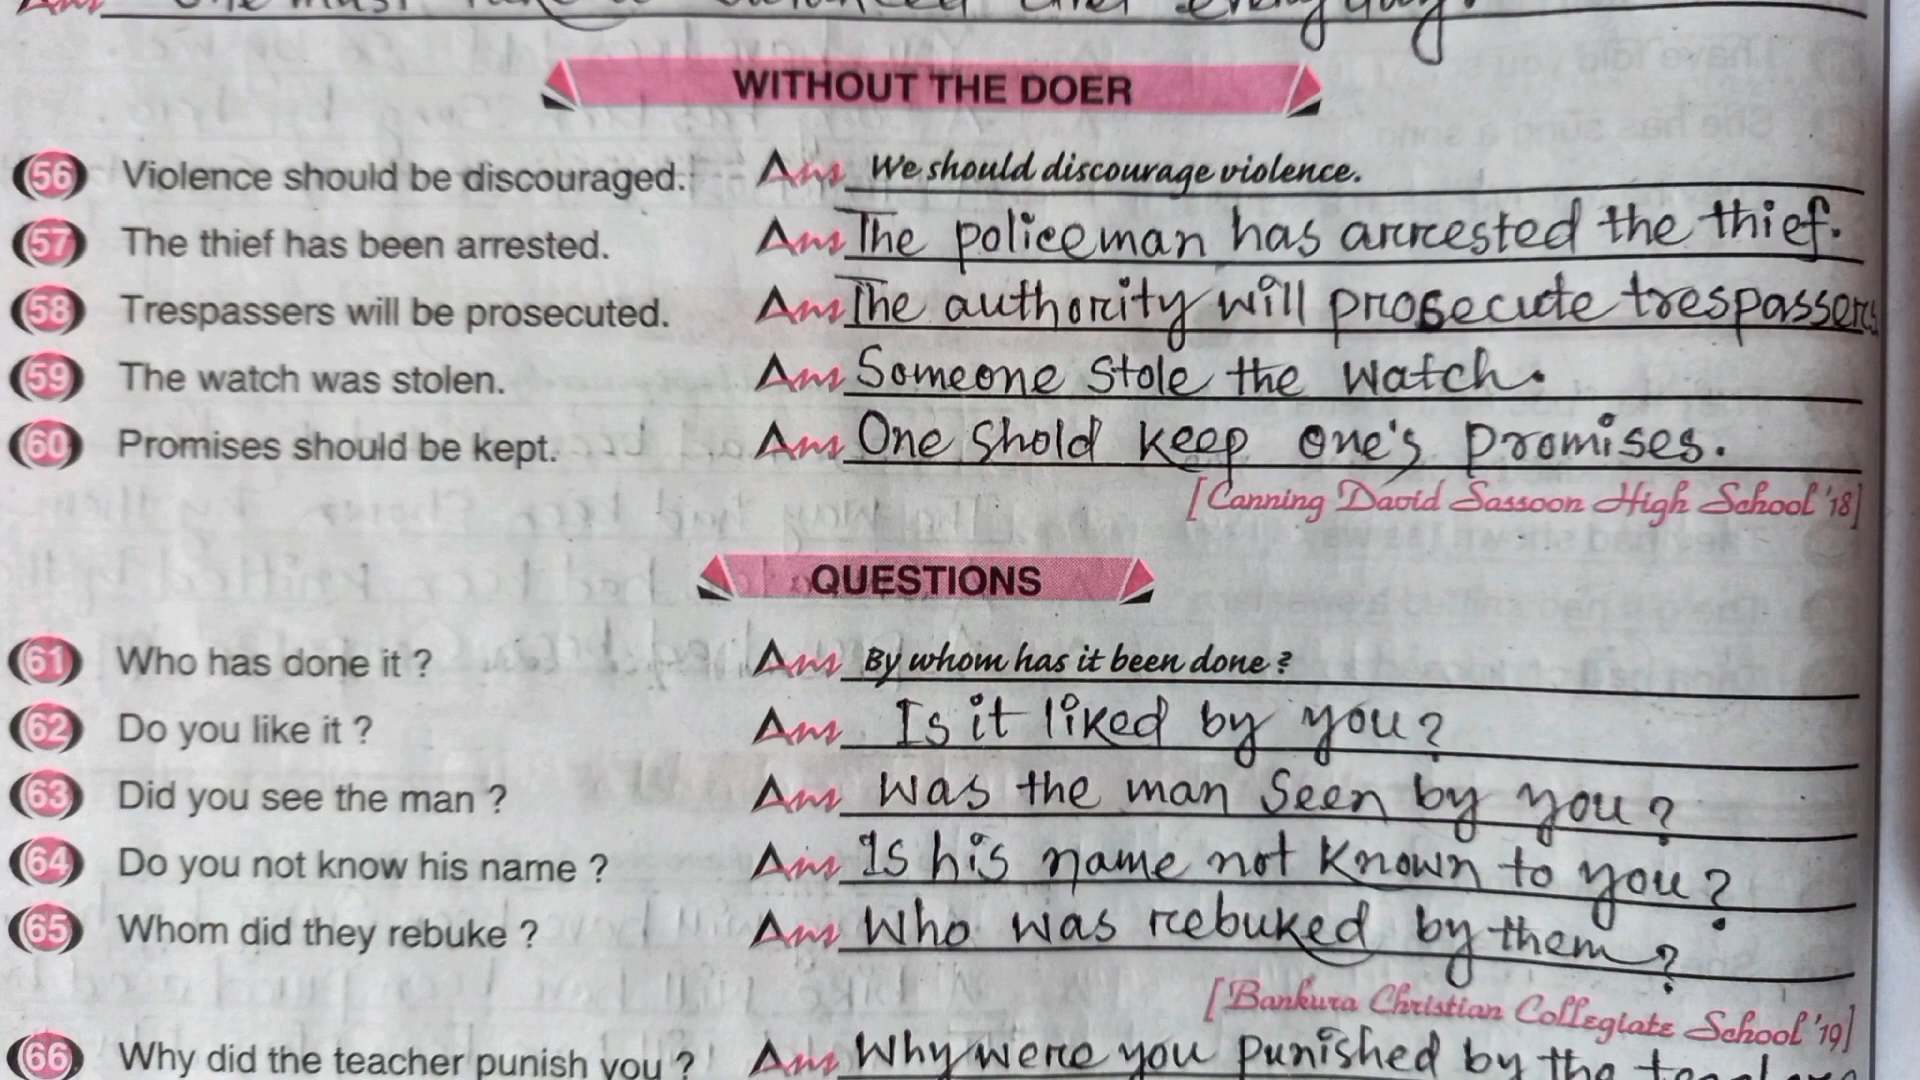 WITHOUT THE DOER
56 Violence should be discouraged. Ans We should discourage violence.
57 The thief has been arrested. Ans The policeman has arrested the thief.
58 Trespassers will be prosecuted. Ans The authority will prosecute trespassers
59 The watch was stolen. Ans Someone stole the watch.
60 Promises should be kept. Ans One shold keep one's promises.
[Canning David Sassoon High School '18]
QUESTIONS
61 Who has done it ? Ans By whom has it been done ?
62 Do you like it ? Ans Is it liked by you ?
63 Did you see the man ? Ans Was the man seen by you ?
64 Do you not know his name ? Ans Is his name not known to you ?
65 Whom did they rebuke ? Ans Who was rebuked by them ?
[Bankura Christian Collegiate School '19]
66 Why did the teacher punish you ? Ans Why were you punished by the